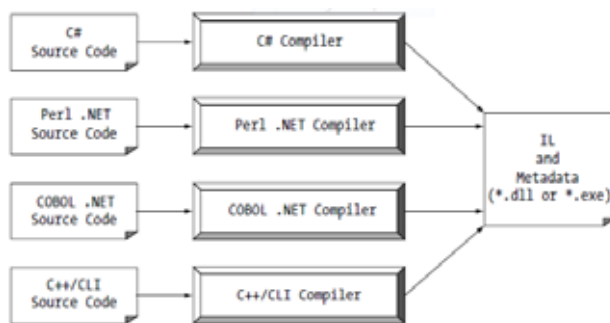 C#
Source Code
C# Compiler
Perl .NET
Source Code
Perl .NET Compiler
IL
and
Metadata
(*.dll or *.exe)
COBOL .NET
Source Code
COBOL .NET Compiler
C++/CLI
Source Code
C++/CLI Compiler